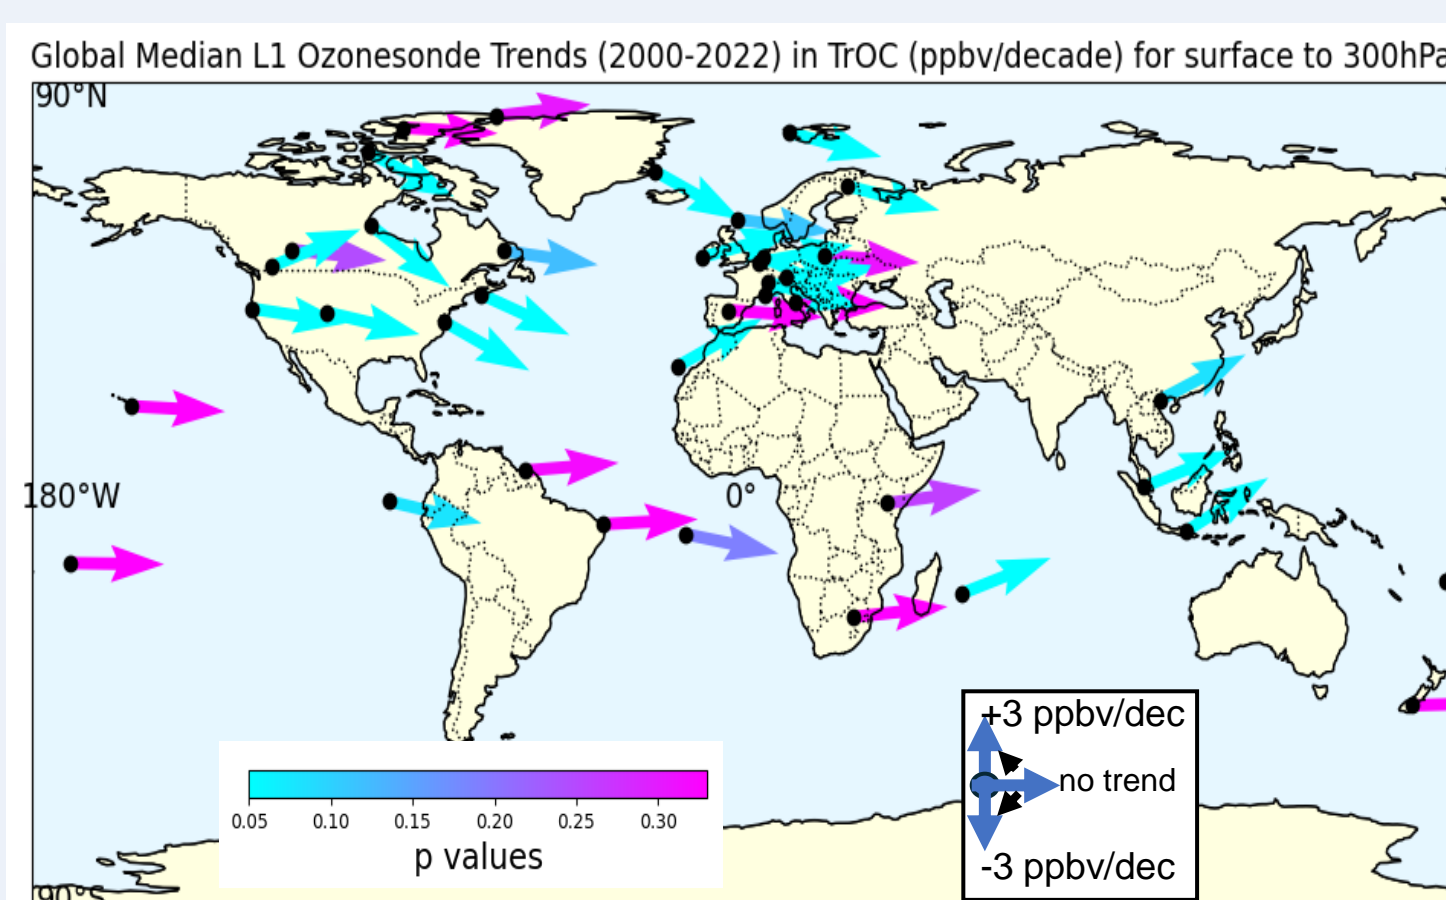 Global Median L1 Ozonesonde Trends (2000-2022) in TrOC (ppbv/decade) for surface to 300hPa
90°N
180°W
0°
+3 ppbv/dec
no trend
-3 ppbv/dec
0.05 0.10 0.15 0.20 0.25 0.30
p values
90°S